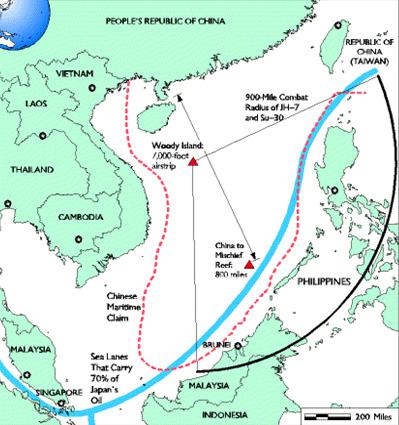 PEOPLE'S REPUBLIC OF CHINA
REPUBLIC
OF CHINA
(TAIWAN)
VIETNAM
LAOS
900-Mile Combat
Radius of JH-7
and Su-30
Woody Island:
7,000-foot
airstrip
THAILAND
CAMBODIA
China to
Mischief
Reef:
800 miles
PHILIPPINES
Chinese
Maritime
Claim
BRUNEI
MALAYSIA
Sea Lanes
That Carry
70% of
Japan's
Oil
MALAYSIA
SINGAPORE
INDONESIA
200 Miles